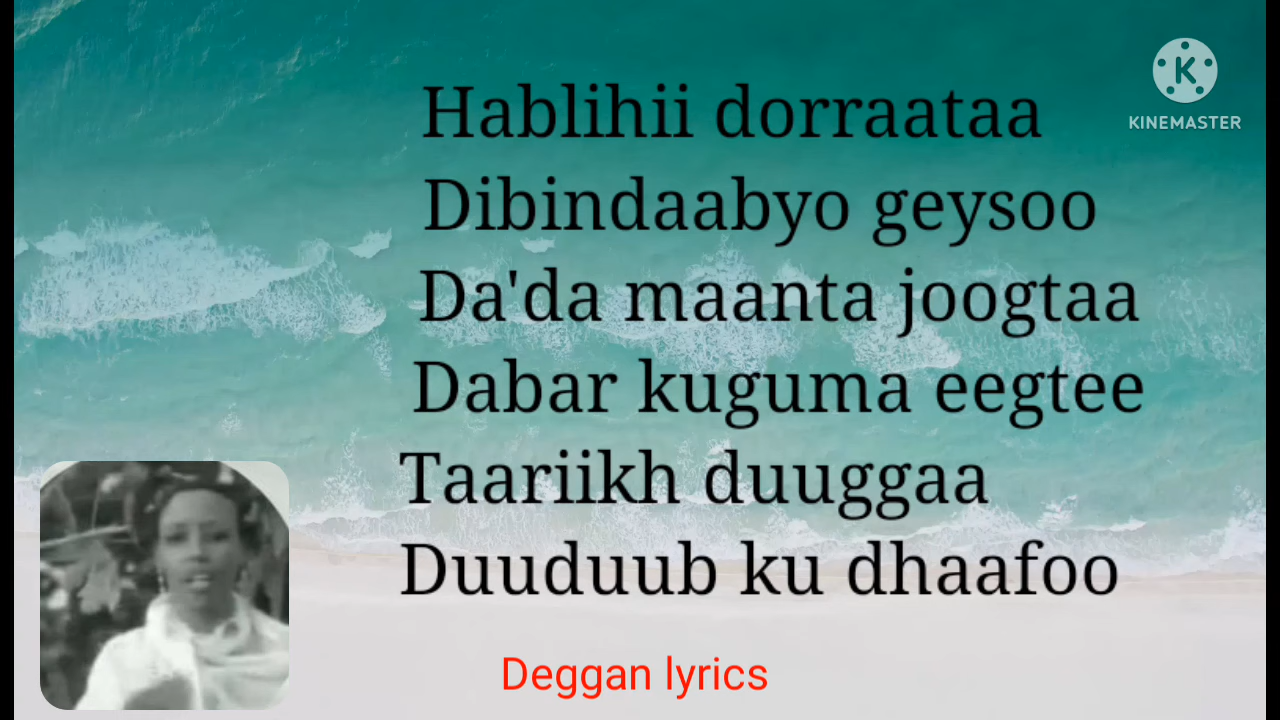 Hablihii dorraataa
Dibindaabyo geysoo
Da'da maanta joogtaa
Dabar kuguma eegtee
Taariikh duuggaa
Duuduub ku dhaafoo
Deggan lyrics
K
KINEMASTER